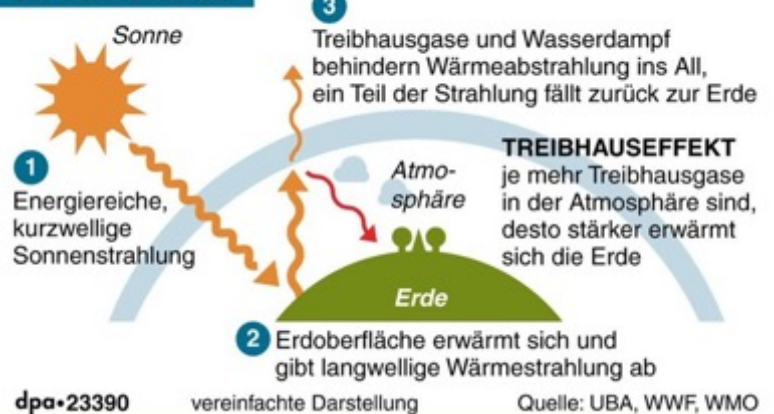 3
Sonne
Treibhausgase und Wasserdampf
behindern Wärmeabstrahlung ins All,
ein Teil der Strahlung fällt zurück zur Erde
1
Energiereiche,
kurzwellige
Sonnenstrahlung
Atmo-
sphäre
TREIBHAUSEFFEKT
je mehr Treibhausgase
in der Atmosphäre sind,
desto stärker erwärmt
sich die Erde
Erde
2 Erdoberfläche erwärmt sich und
gibt langwellige Wärmestrahlung ab
dpa•23390 vereinfachte Darstellung Quelle: UBA, WWF, WMO